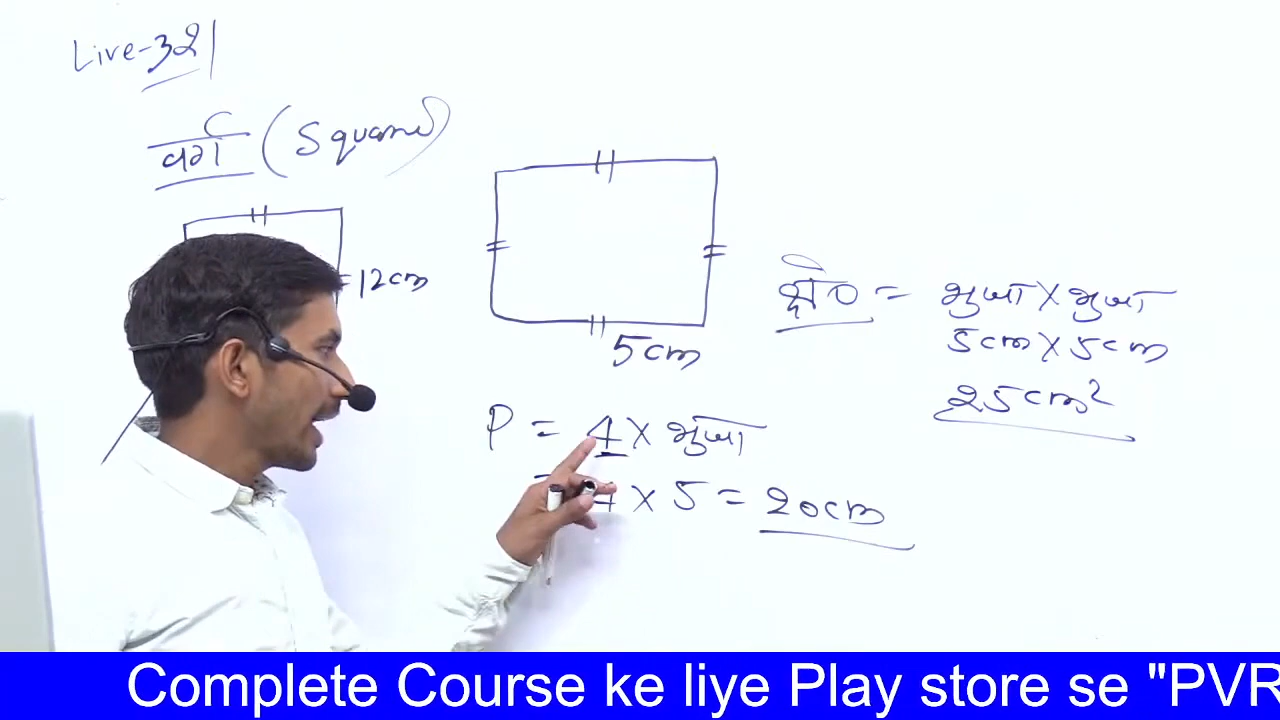 Live-321
वर्ग (Square)
12cm
5cm
क्षे० = भुजा × भुजा
5cm × 5cm
25cm²
P = 4 × भुजा
= 4 × 5 = 20cm
Complete Course ke liye Play store se "PVR